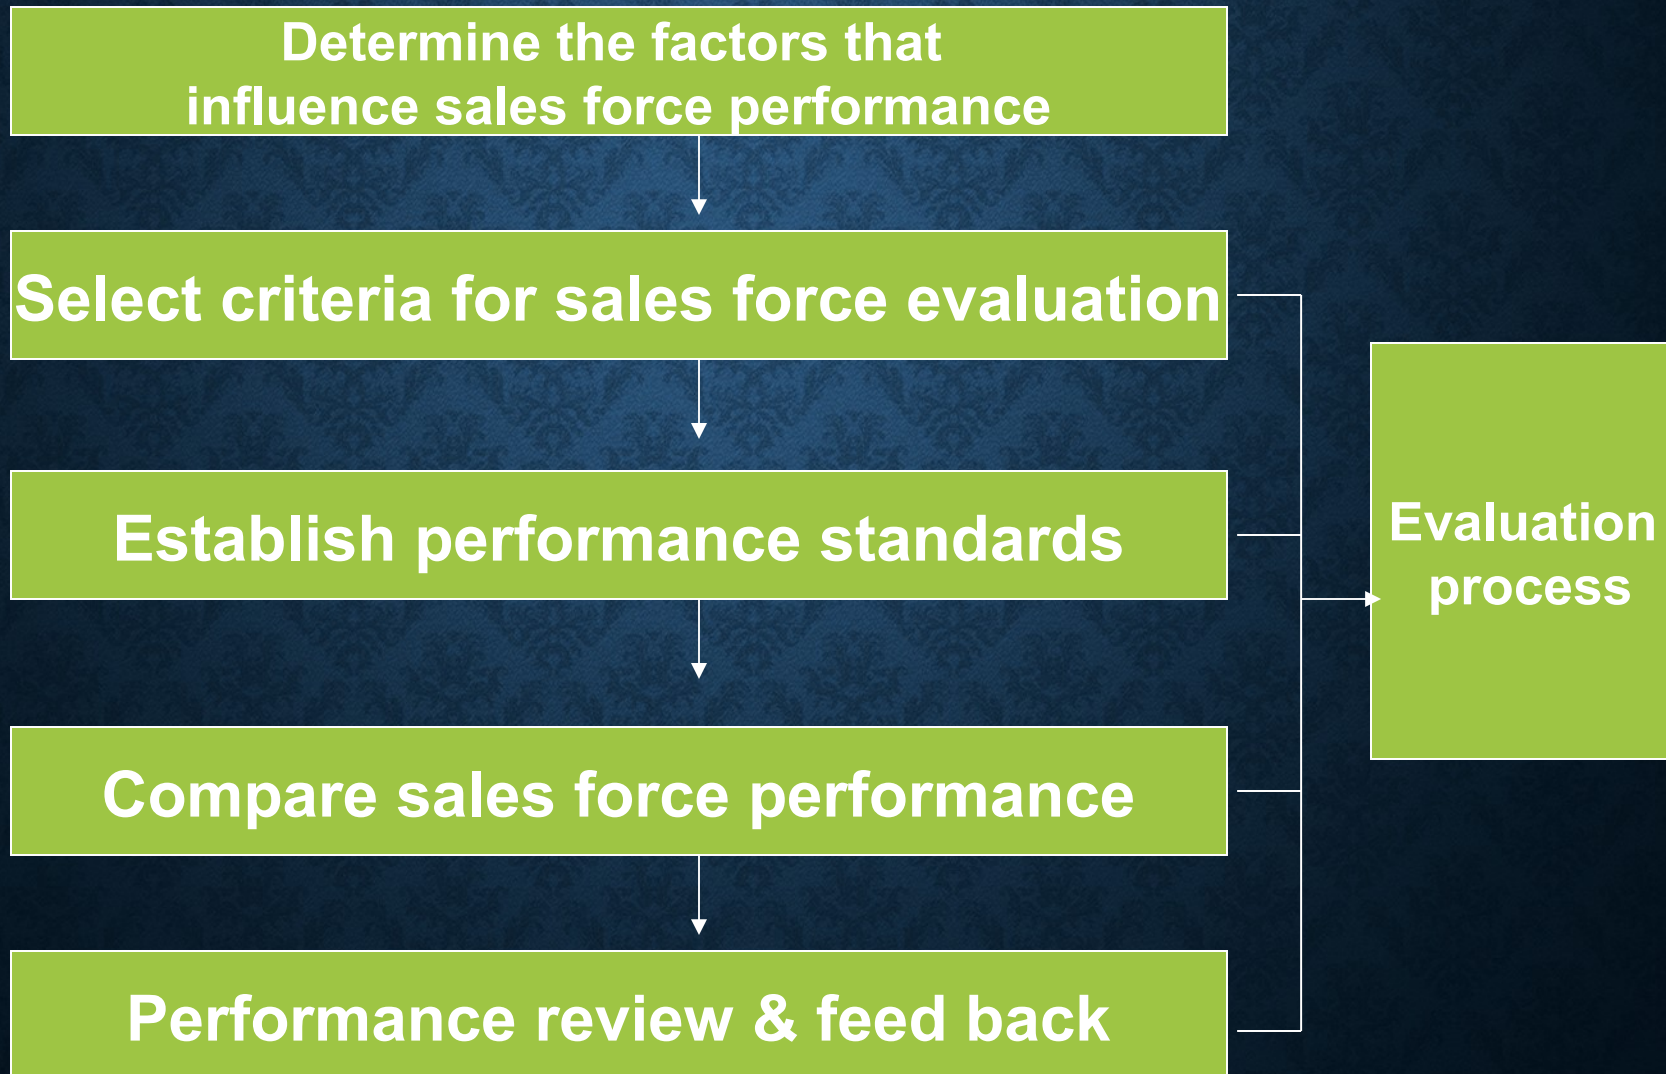 Determine the factors that
influence sales force performance
Select criteria for sales force evaluation
Establish performance standards
Evaluation
process
Compare sales force performance
Performance review & feed back